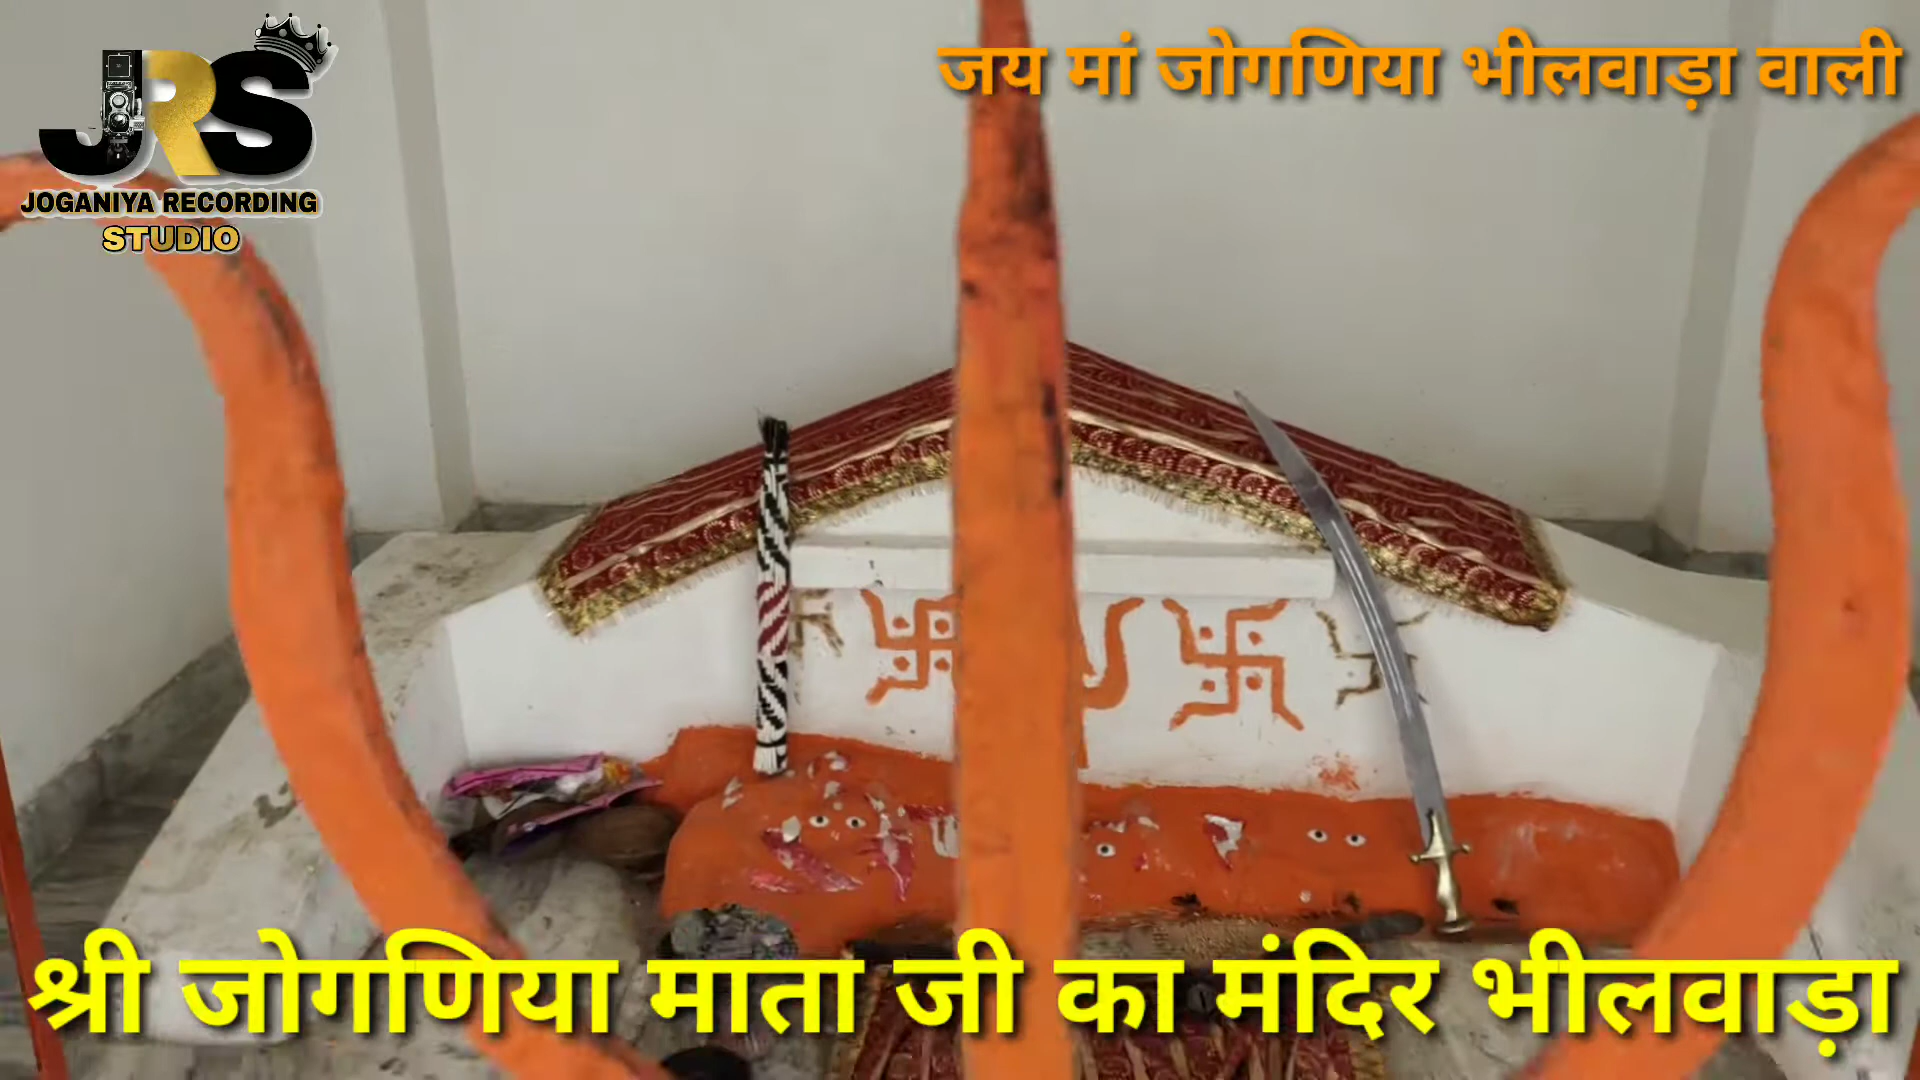 JRS
जय मां जोगणिया भीलवाड़ा वाली
JOGANIYA RECORDING
STUDIO
श्री जोगणिया माता जी का मंदिर भीलवाड़ा